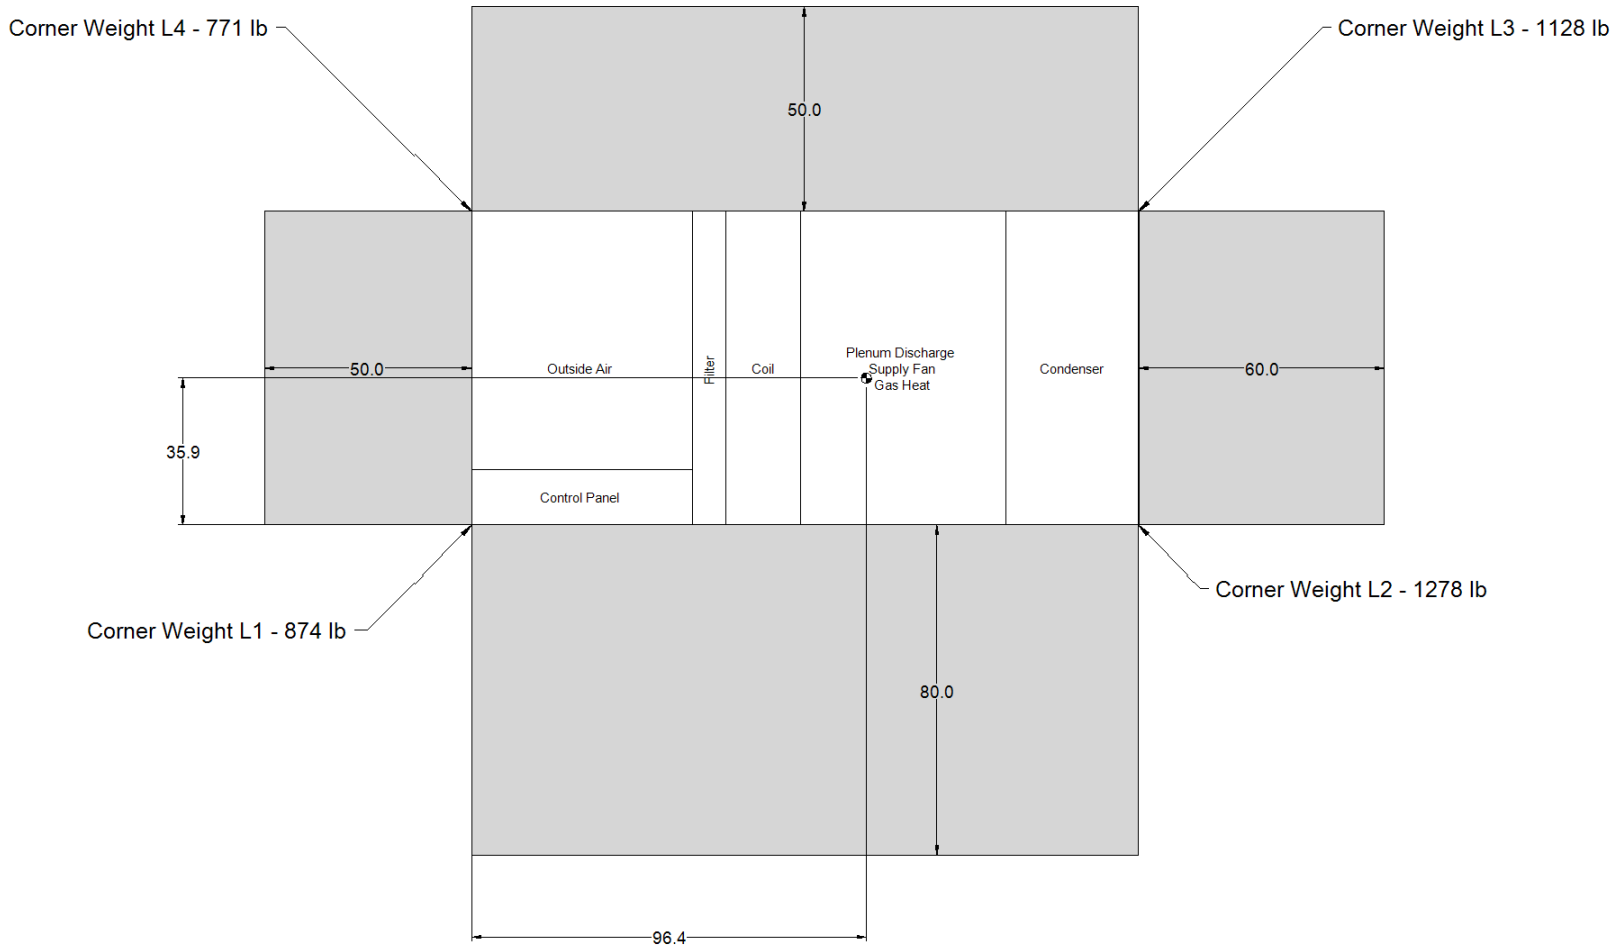 Corner Weight L4 - 771 lb
Corner Weight L3 - 1128 lb
50.0
Plenum Discharge
Supply Fan
Gas Heat
50.0
Outside Air
Filter
Coil
Condenser
60.0
35.9
Control Panel
Corner Weight L2 - 1278 lb
Corner Weight L1 - 874 lb
80.0
96.4